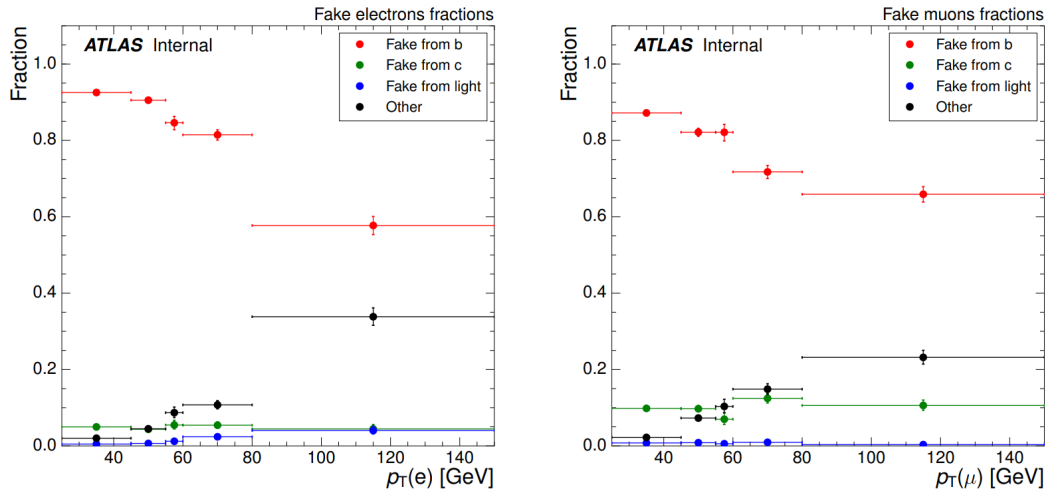 Fake electrons fractions
ATLAS Internal
Fake from b
Fake from c
Fake from light
Other
Fraction
1.0
0.8
0.6
0.4
0.2
0.0
40 60 80 100 120 140
pT(e) [GeV]
Fake muons fractions
ATLAS Internal
Fake from b
Fake from c
Fake from light
Other
Fraction
1.0
0.8
0.6
0.4
0.2
0.0
40 60 80 100 120 140
pT(μ) [GeV]